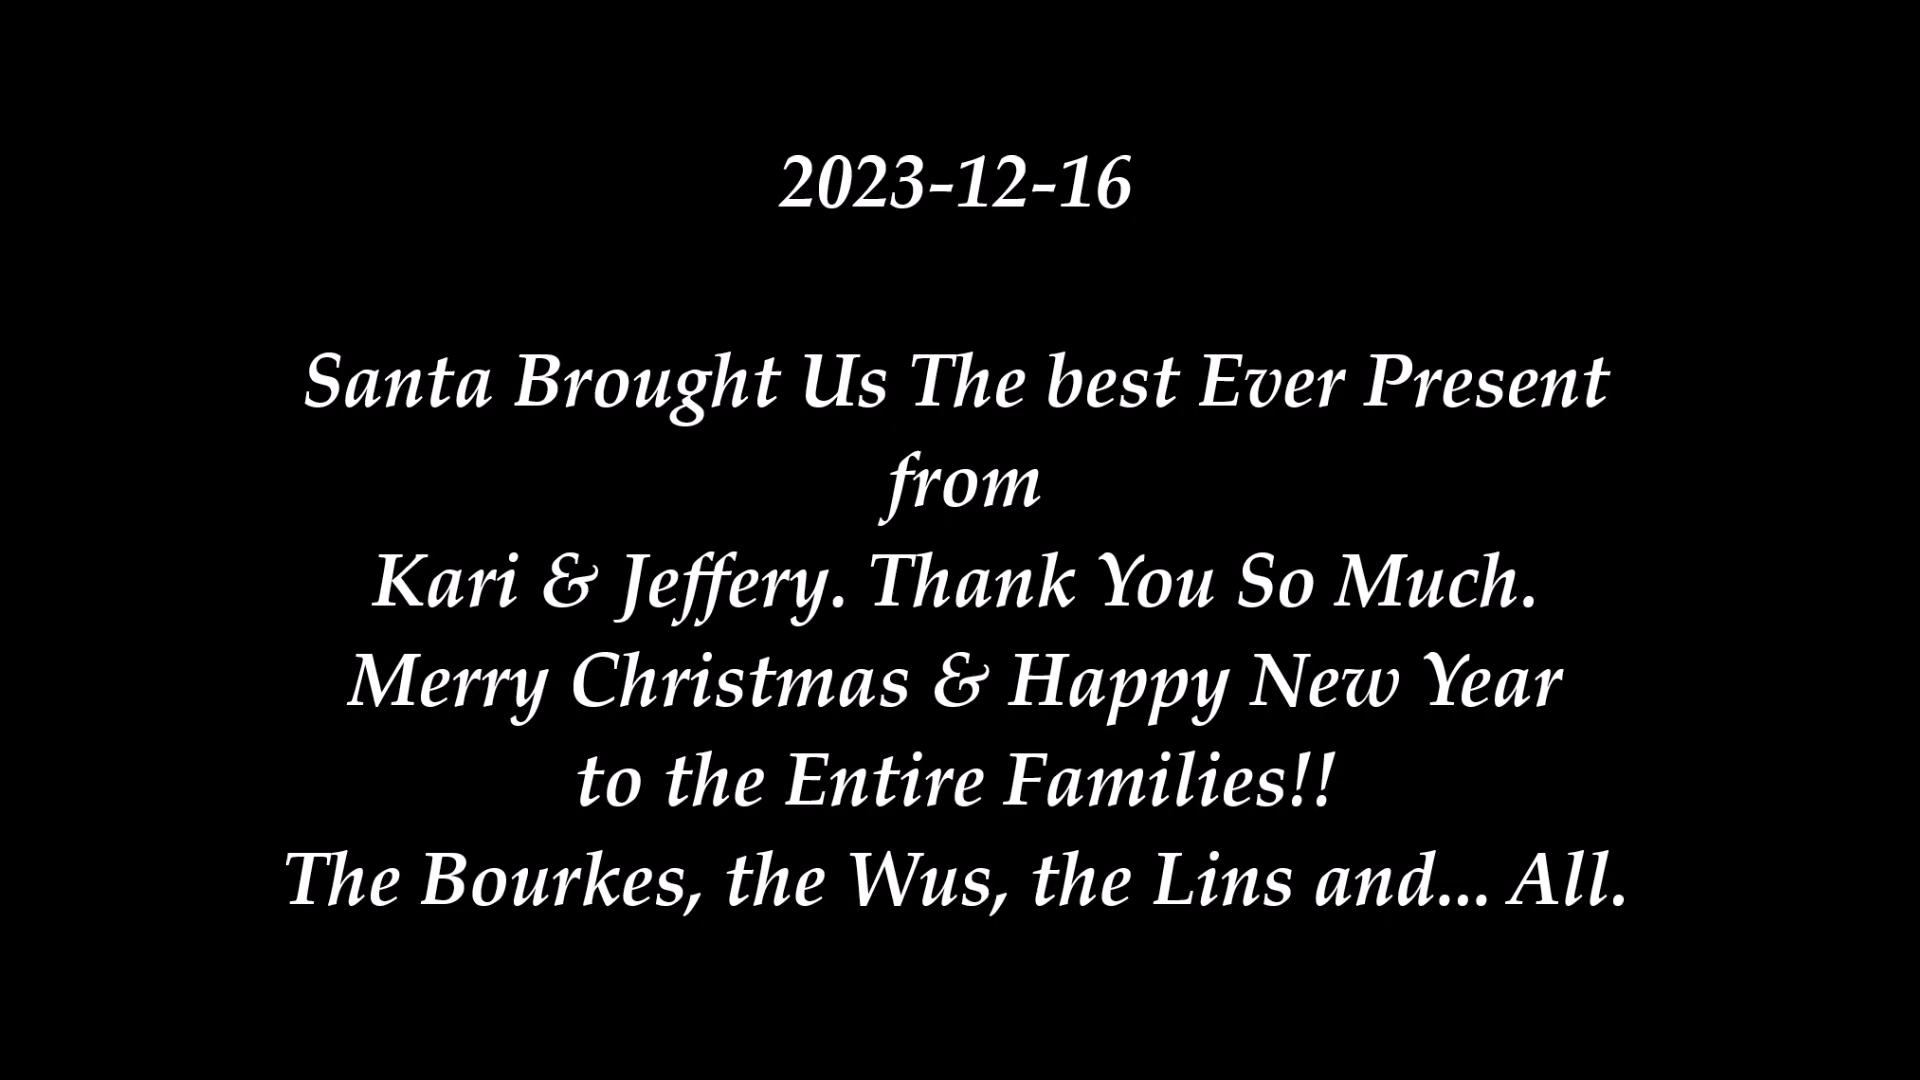 2023-12-16
Santa Brought Us The best Ever Present
from
Kari & Jeffery. Thank You So Much.
Merry Christmas & Happy New Year
to the Entire Families!!
The Bourkes, the Wus, the Lins and... All.